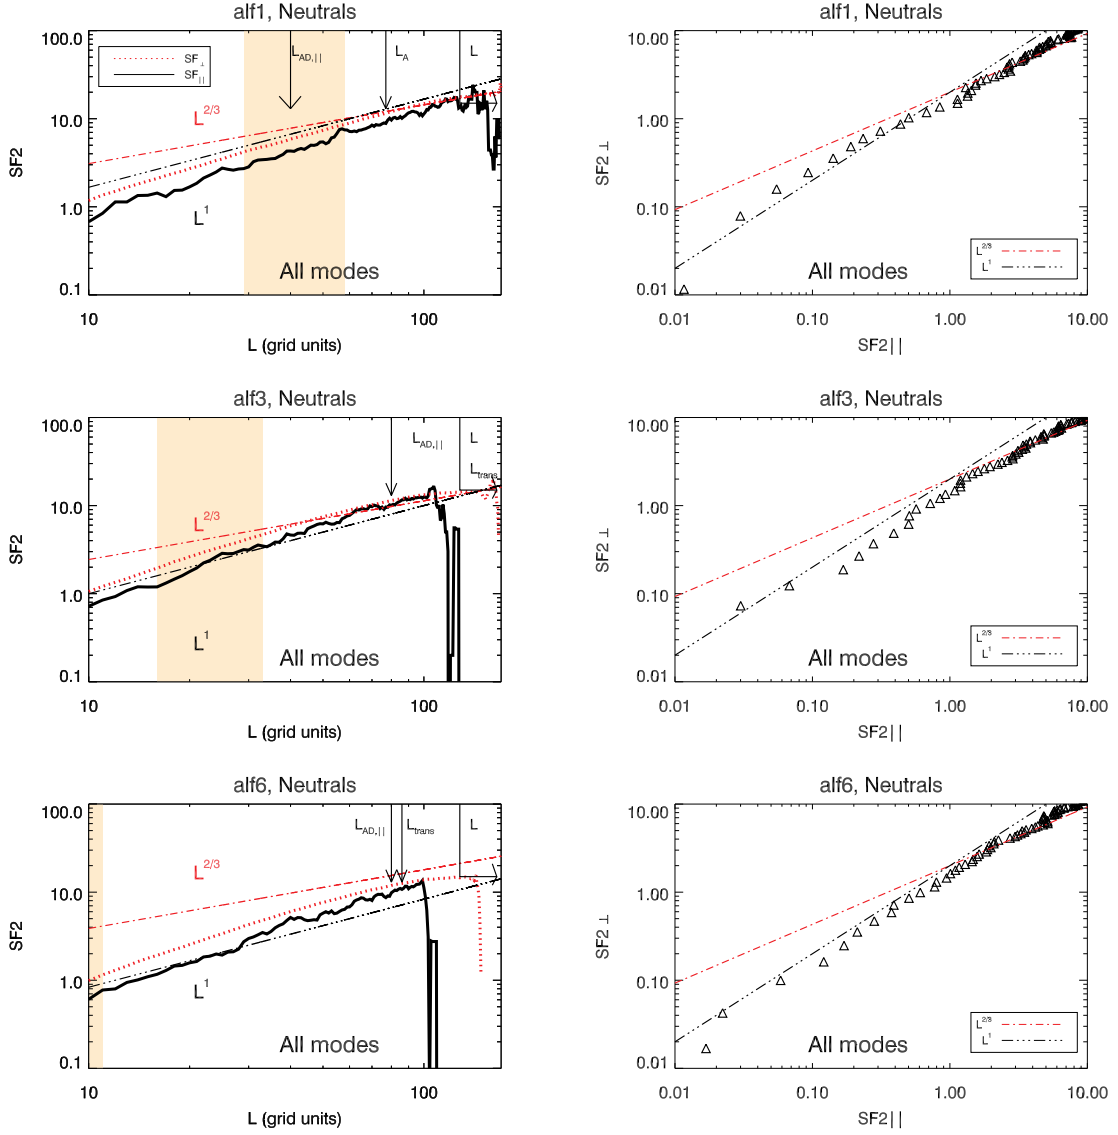 alf1, Neutrals
100.0
10.0
1.0
0.1
SF2
SF⊥
SF||
L^2/3
L^1
L_AD,||
L_A
L
All modes
10
100
L (grid units)
alf1, Neutrals
10.00
1.00
0.10
0.01
SF2 ⊥
L^2/3
L^1
All modes
0.01
0.10
1.00
10.00
SF2||
alf3, Neutrals
100.0
10.0
1.0
0.1
SF2
L^2/3
L^1
L_AD,||
L
L_trans
All modes
10
100
L (grid units)
alf3, Neutrals
10.00
1.00
0.10
0.01
SF2 ⊥
L^2/3
L^1
All modes
0.01
0.10
1.00
10.00
SF2||
alf6, Neutrals
100.0
10.0
1.0
0.1
SF2
L^2/3
L^1
L_AD,||
L_trans
L
All modes
10
100
L (grid units)
alf6, Neutrals
10.00
1.00
0.10
0.01
SF2 ⊥
L^2/3
L^1
All modes
0.01
0.10
1.00
10.00
SF2||